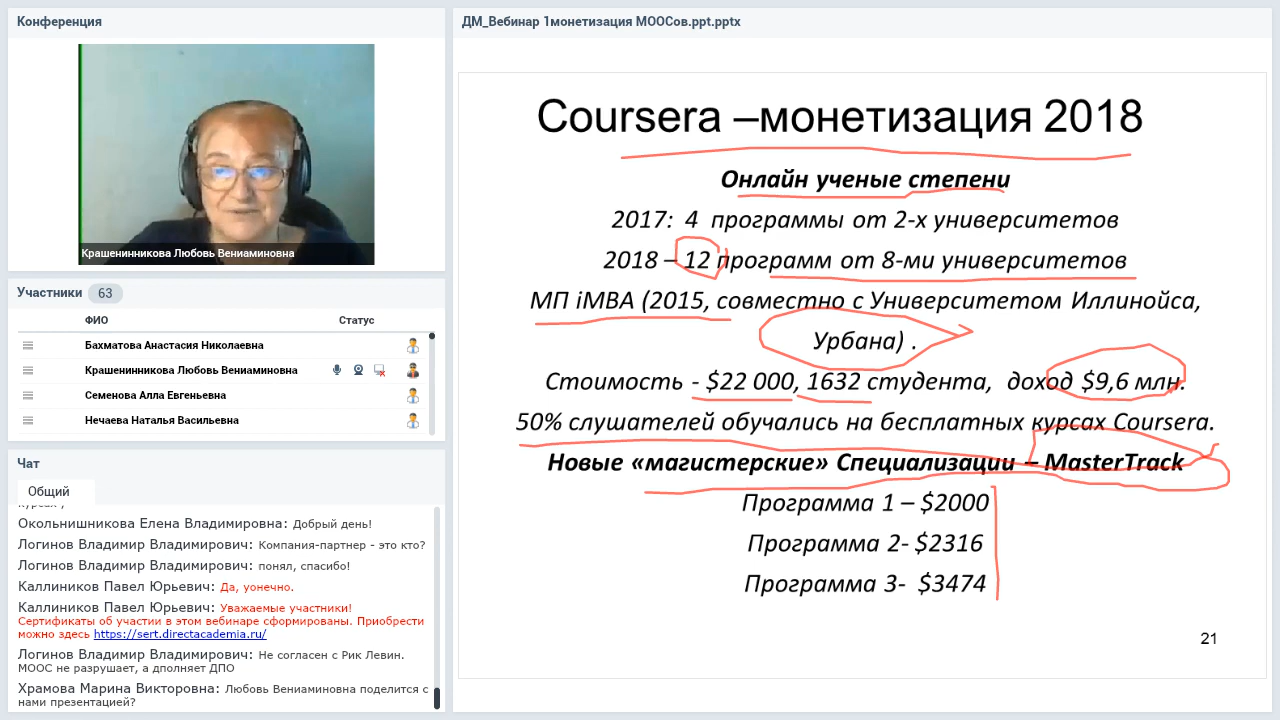 Конференция
Крашенинникова Любовь Вениаминовна
Участники 63
ФИО Статус
Бахматова Анастасия Николаевна
Крашенинникова Любовь Вениаминовна
Семенова Алла Евгеньевна
Нечаева Наталья Васильевна
Чат
Общий
Окольнишникова Елена Владимировна: Добрый день!
Логинов Владимир Владимирович: Компания-партнер - это кто?
Логинов Владимир Владимирович: понял, спасибо!
Каллиников Павел Юрьевич: Да, уонечно.
Каллиников Павел Юрьевич: Уважаемые участники!
Сертификаты об участии в этом вебинаре сформированы. Приобрести
можно здесь https://sert.directacademia.ru/
Логинов Владимир Владимирович: Не согласен с Рик Левин.
МООС не разрушает, а дполняет ДПО
Храмова Марина Викторовна: Любовь Вениаминовна поделится с
нами презентацией?
ДМ_Вебинар 1монетизация МООСов.ppt.pptx
Coursera –монетизация 2018
Онлайн ученые степени
2017: 4 программы от 2-х университетов
2018 – 12 программ от 8-ми университетов
МП iMBA (2015, совместно с Университетом Иллинойса,
Урбана) .
Стоимость - $22 000, 1632 студента, доход $9,6 млн.
50% слушателей обучались на бесплатных курсах Coursera.
Новые «магистерские» Специализации – MasterTrack
Программа 1 – $2000
Программа 2- $2316
Программа 3- $3474
21